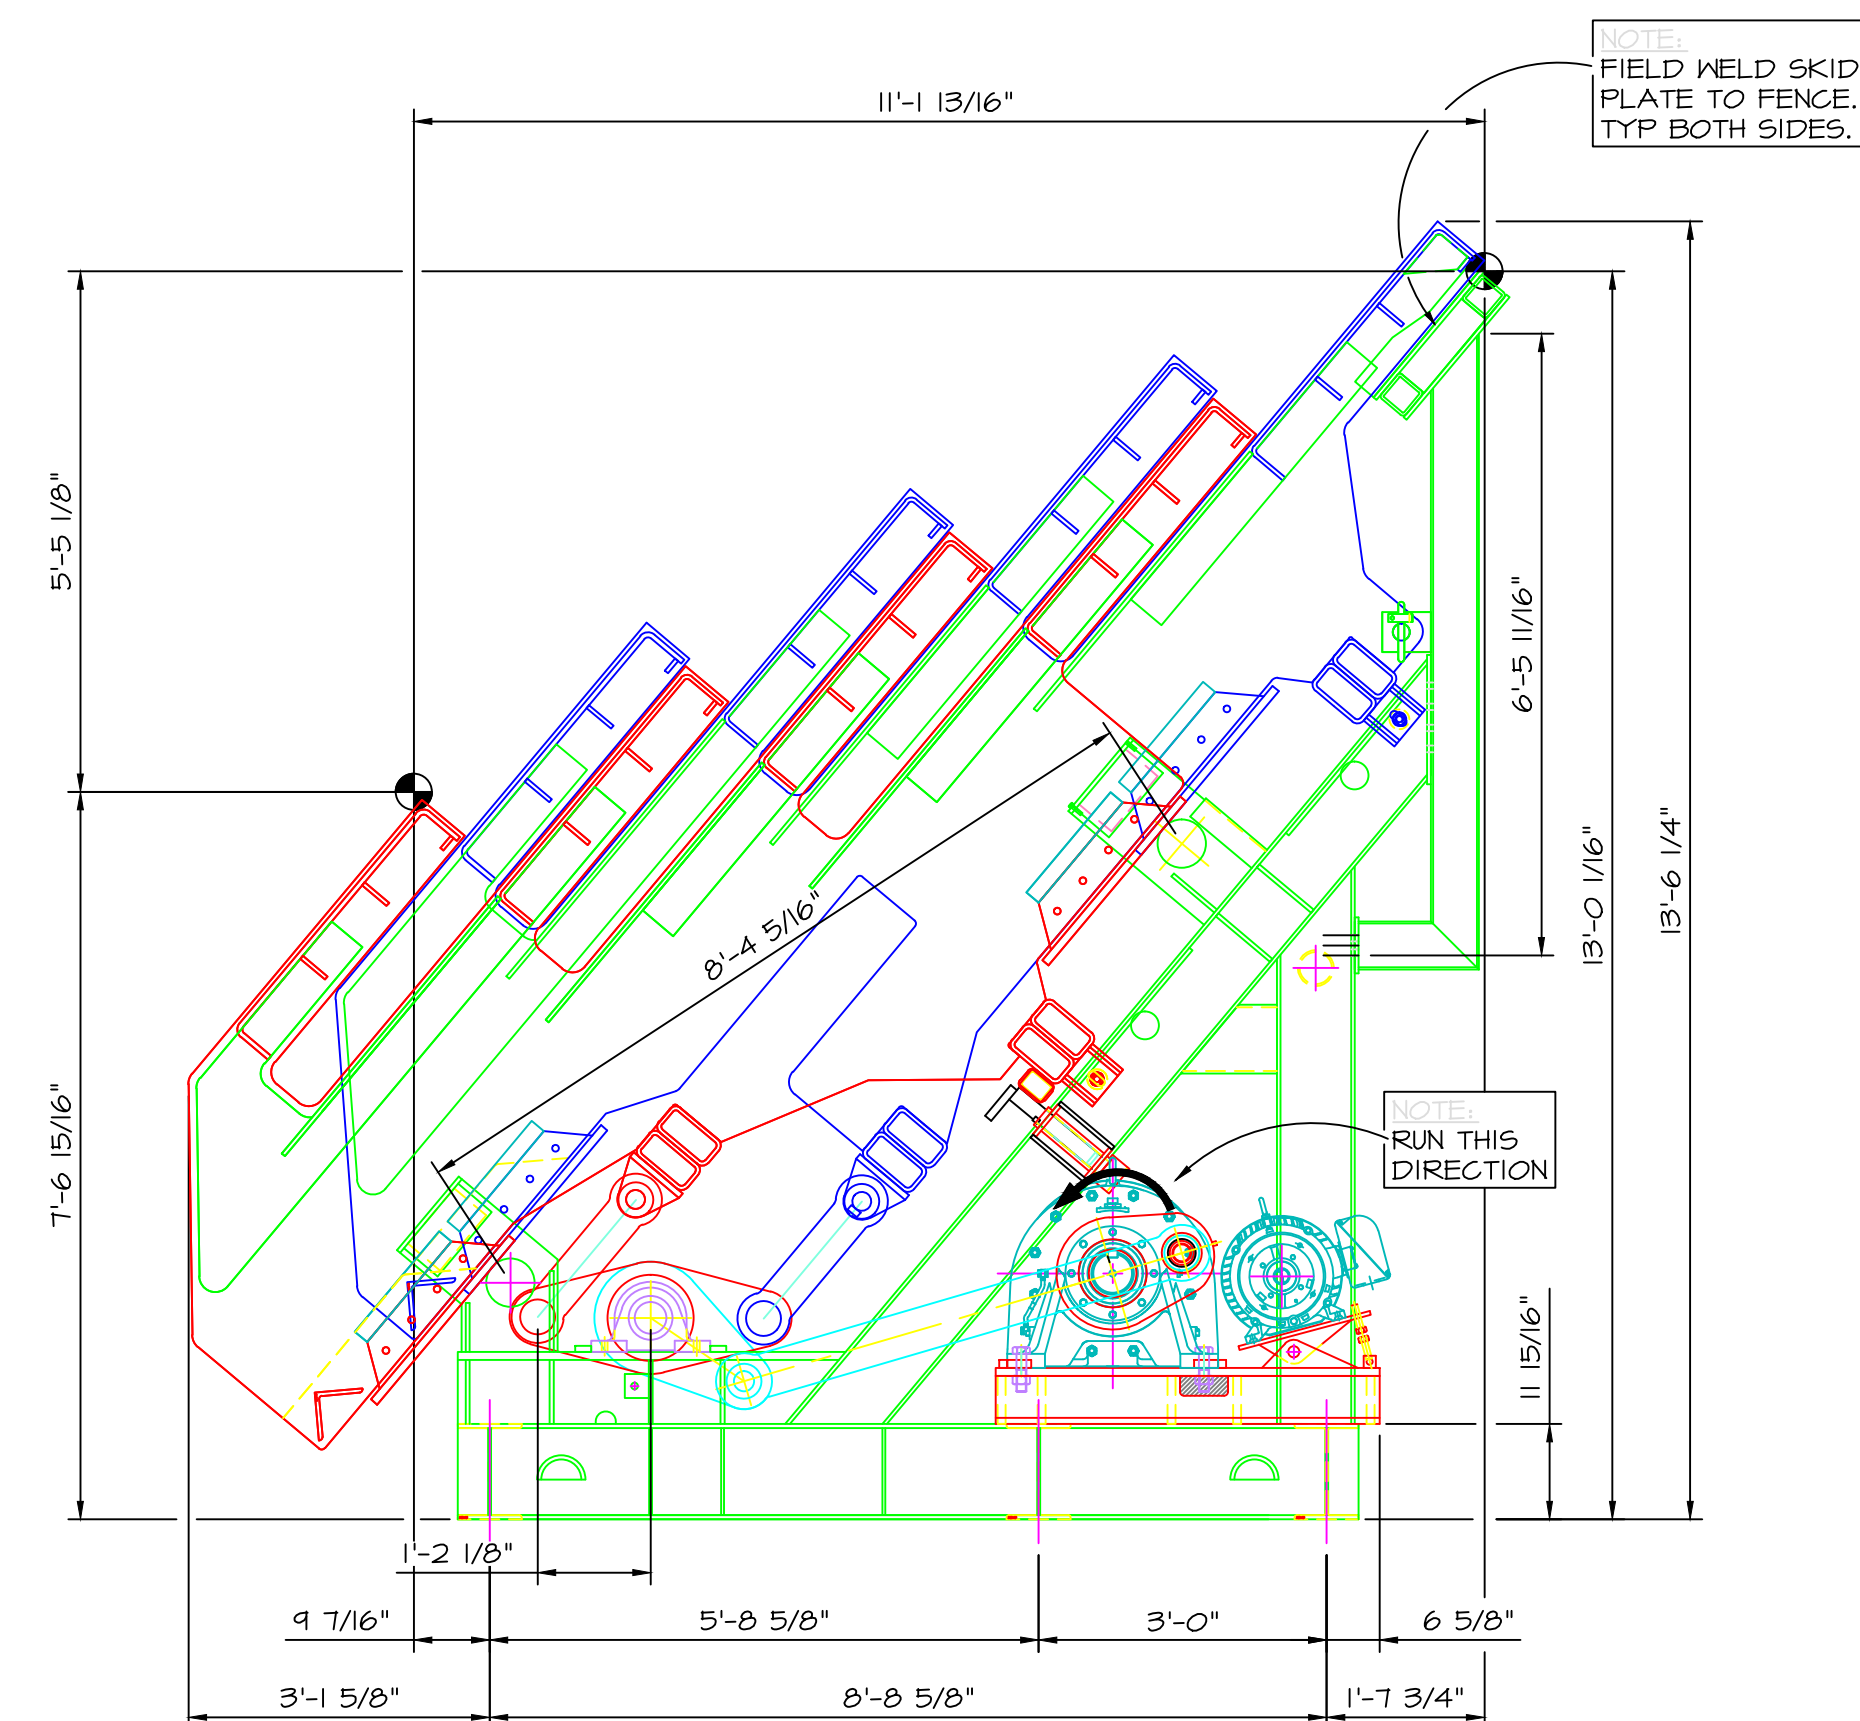 NOTE:
FIELD WELD SKID
PLATE TO FENCE.
TYP BOTH SIDES.
11'-1 13/16"
5'-5 1/8"
6'-5 11/16"
13'-0 1/16"
13'-6 1/4"
8'-4 5/16"
7'-6 15/16"
NOTE:
RUN THIS
DIRECTION
11 15/16"
1'-2 1/8"
9 7/16"
5'-8 5/8"
3'-0"
6 5/8"
3'-1 5/8"
8'-8 5/8"
1'-7 3/4"